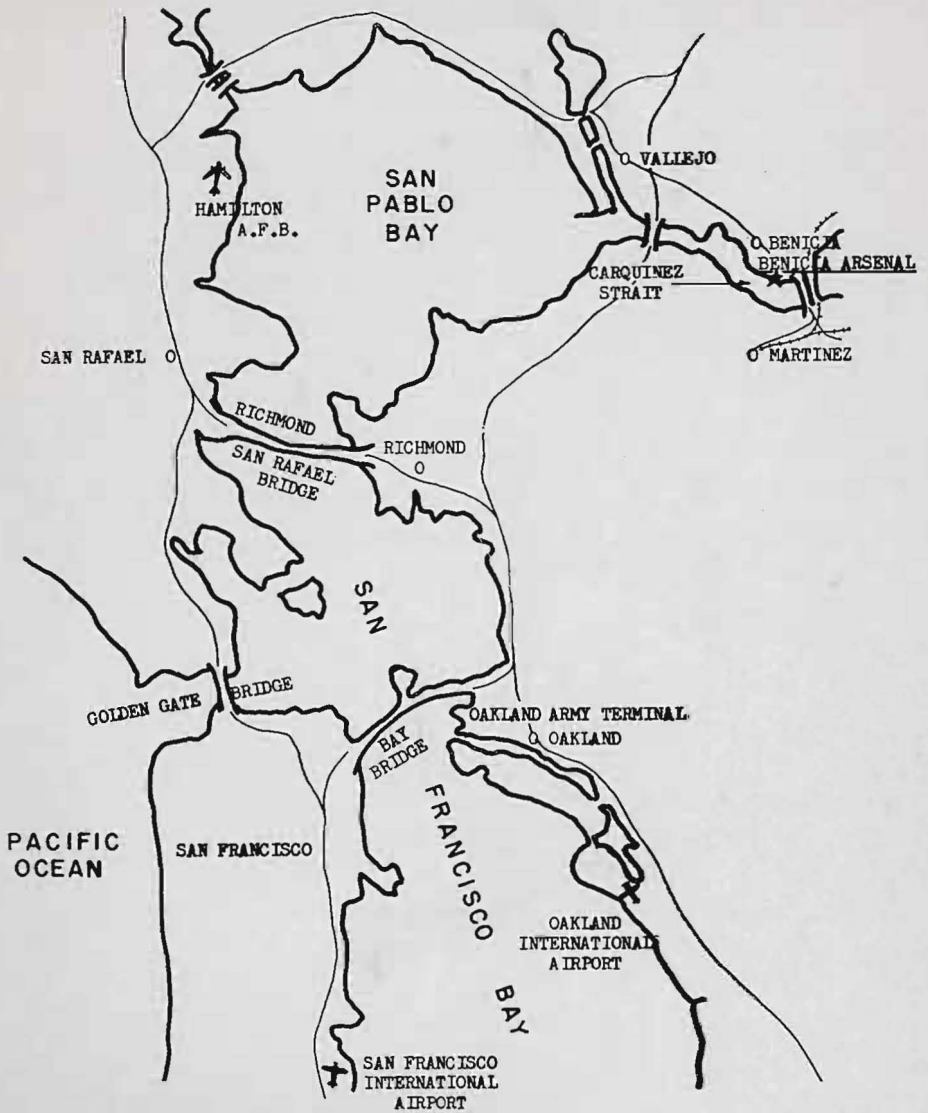 SAN
PABLO
BAY
VALLEJO
HAMILTON
A.F.B.
BENICIA
BENICIA ARSENAL
CARQUINEZ
STRAIT
SAN RAFAEL
MARTINEZ
RICHMOND
SAN RAFAEL
BRIDGE
RICHMOND
SAN
GOLDEN GATE BRIDGE
OAKLAND ARMY TERMINAL
OAKLAND
BAY
BRIDGE
FRANCISCO
PACIFIC
OCEAN
SAN FRANCISCO
OAKLAND
INTERNATIONAL
AIRPORT
BAY
SAN FRANCISCO
INTERNATIONAL
AIRPORT